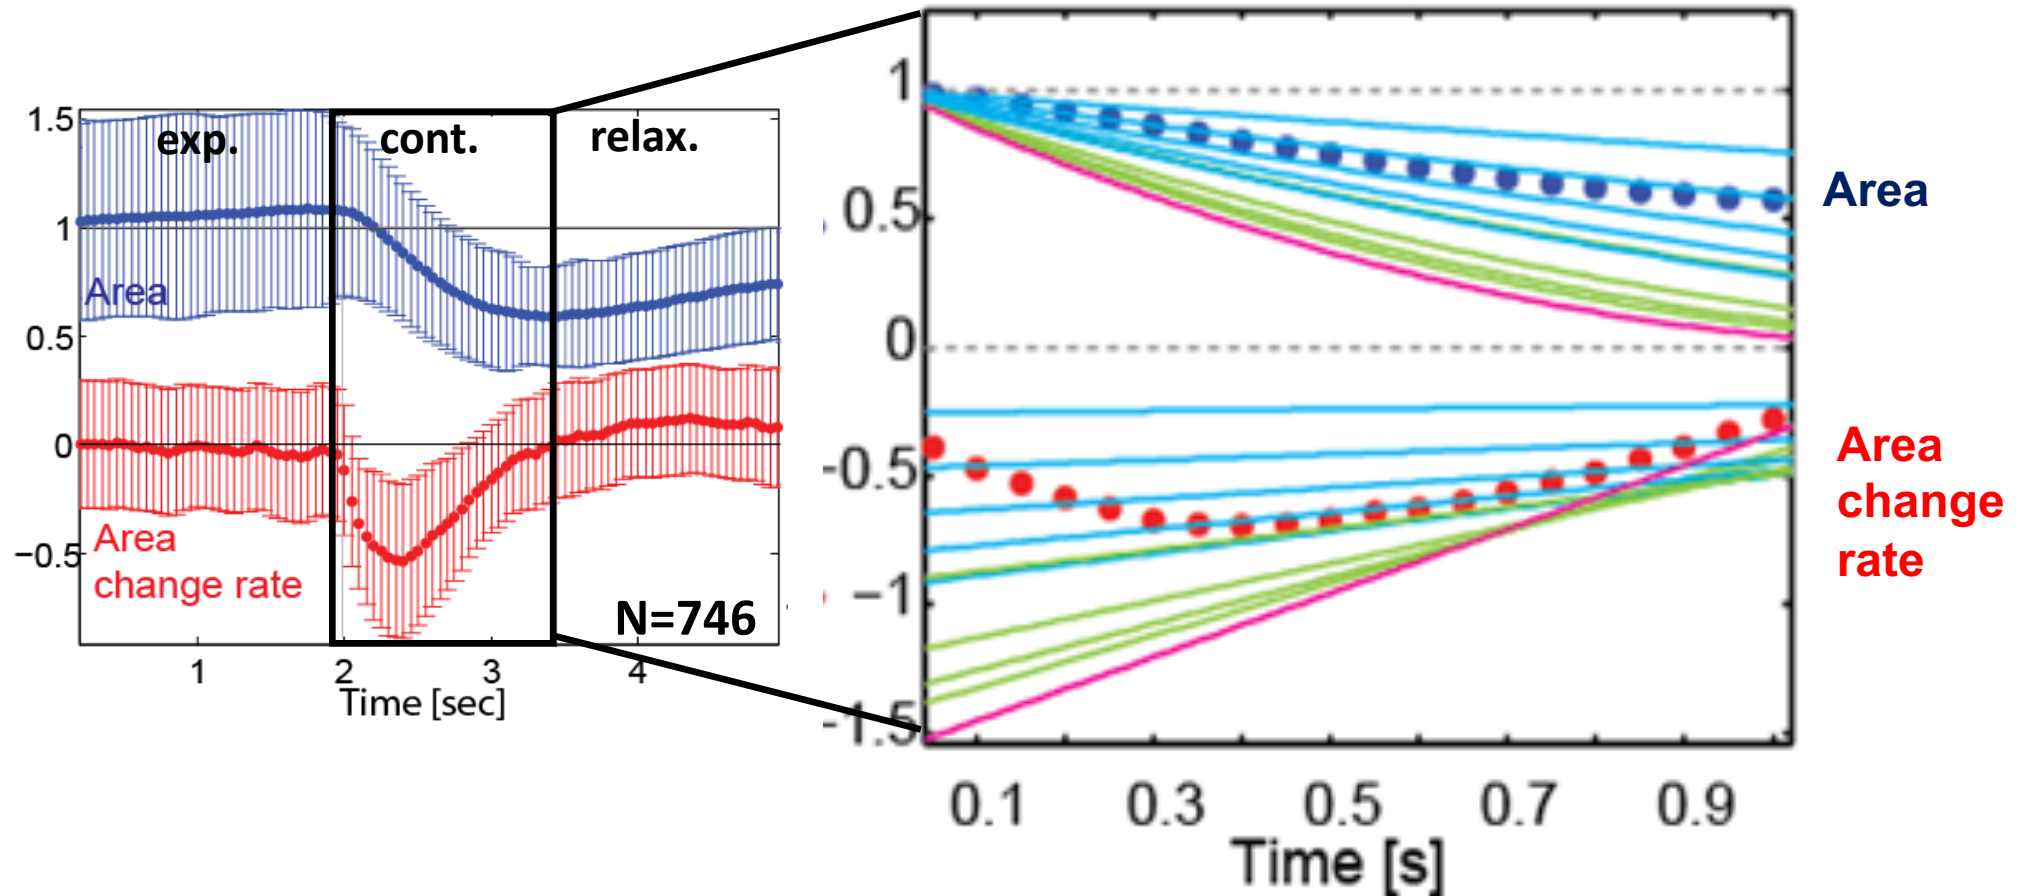 1.5
1
0.5
0
−0.5
exp.
cont.
relax.
Area
Area
change rate
N=746
1
2
3
4
Time [sec]
1
0.5
0
-0.5
−1
-1.5
0.1
0.3
0.5
0.7
0.9
Time [s]
Area
Area
change
rate